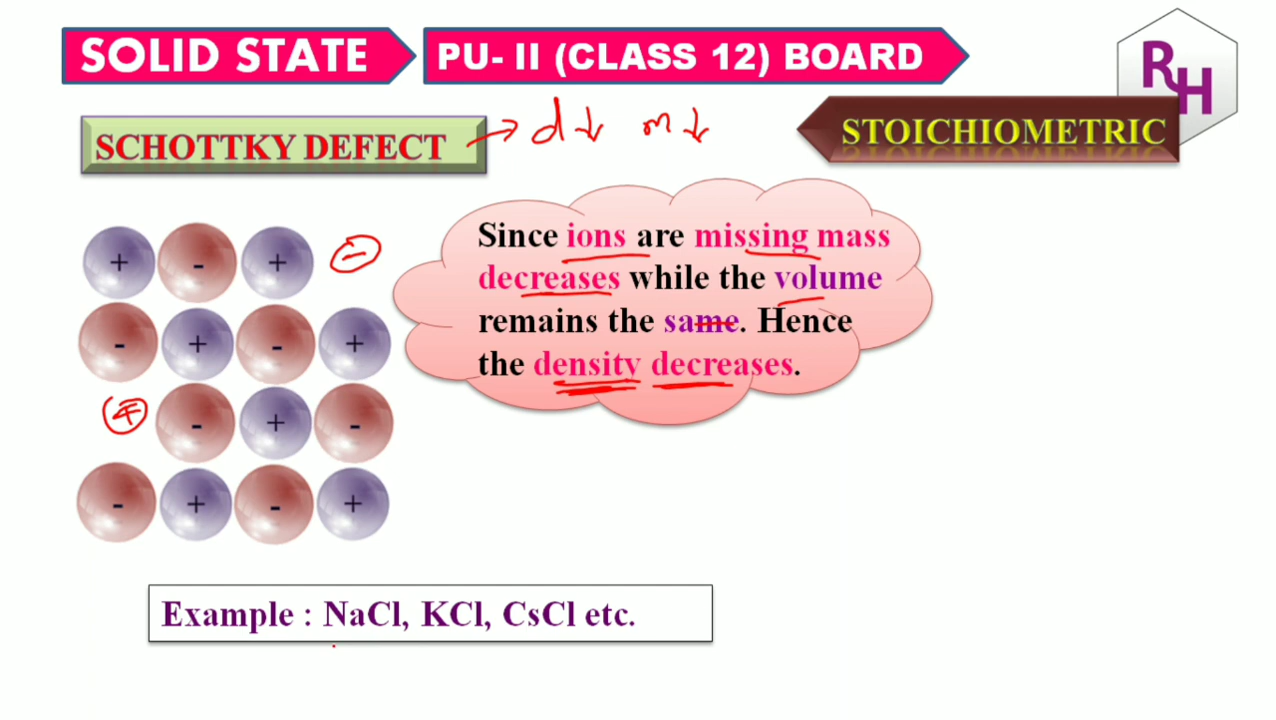 SOLID STATE
PU- II (CLASS 12) BOARD
RH
SCHOTTKY DEFECT
d↓ m↓
STOICHIOMETRIC
Since ions are missing mass
decreases while the volume
remains the same. Hence
the density decreases.
+ - + -
- + - +
+ - + -
- + - +
Example : NaCl, KCl, CsCl etc.